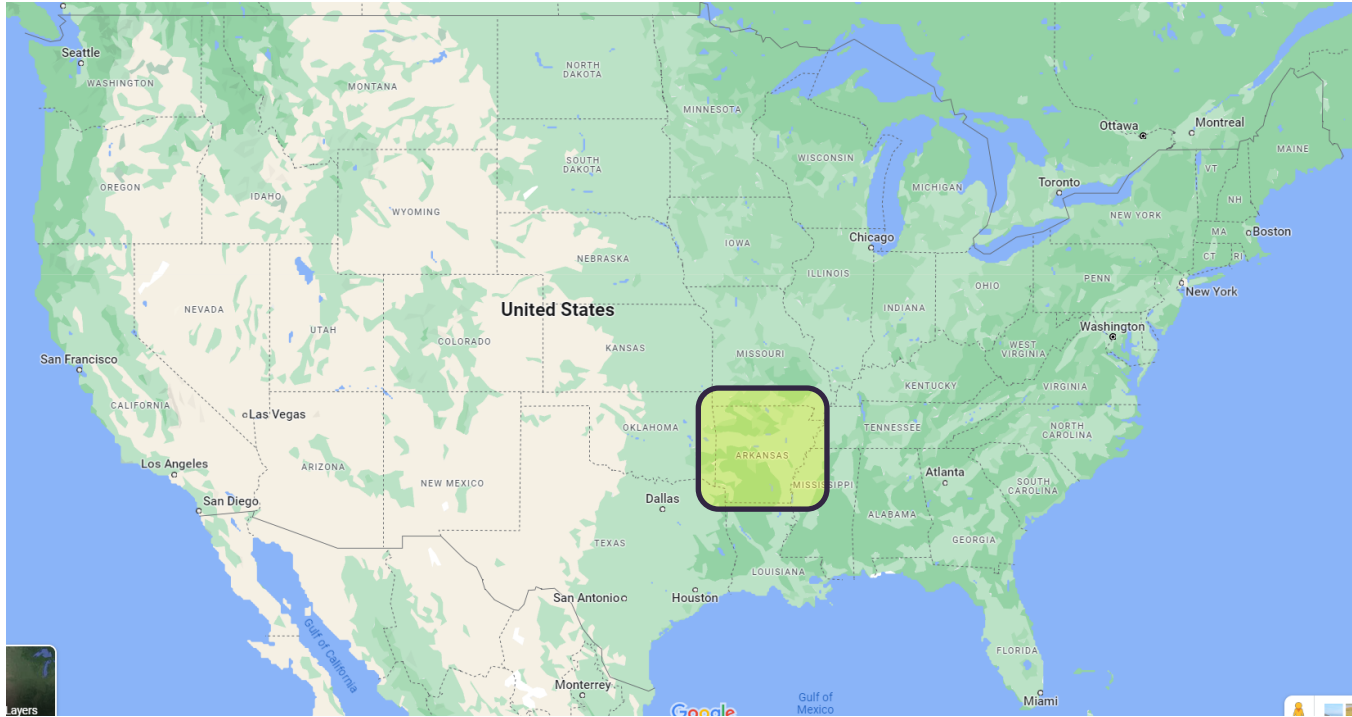 Seattle
WASHINGTON
MONTANA
NORTH
DAKOTA
MINNESOTA
Ottawa
Montreal
MAINE
SOUTH
DAKOTA
WISCONSIN
MICHIGAN
Toronto
VT
NH
OREGON
IDAHO
WYOMING
NEW YORK
MA
Boston
IOWA
Chicago
CT
RI
NEBRASKA
ILLINOIS
INDIANA
OHIO
PENN
New York
NEVADA
UTAH
COLORADO
United States
KANSAS
MISSOURI
WEST
VIRGINIA
Washington
San Francisco
CALIFORNIA
Las Vegas
KENTUCKY
VIRGINIA
OKLAHOMA
ARKANSAS
TENNESSEE
NORTH
CAROLINA
Los Angeles
ARIZONA
NEW MEXICO
MISSISSIPPI
Atlanta
SOUTH
CAROLINA
San Diego
Dallas
ALABAMA
GEORGIA
TEXAS
LOUISIANA
San Antonio
Houston
Gulf of California
FLORIDA
Monterrey
Gulf of
Mexico
Miami
Layers
Google